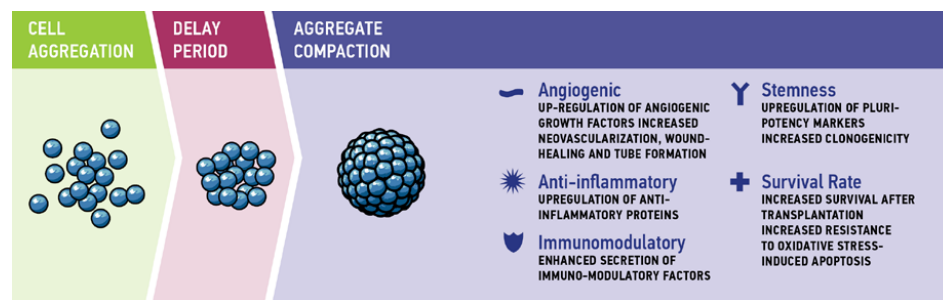 CELL
AGGREGATION
DELAY
PERIOD
AGGREGATE
COMPACTION
Angiogenic
UP-REGULATION OF ANGIOGENIC
GROWTH FACTORS INCREASED
NEOVASCULARIZATION, WOUND-
HEALING AND TUBE FORMATION
Anti-inflammatory
UPREGULATION OF ANTI-
INFLAMMATORY PROTEINS
Immunomodulatory
ENHANCED SECRETION OF
IMMUNO-MODULATORY FACTORS
Stemness
UPREGULATION OF PLURI-
POTENCY MARKERS
INCREASED CLONOGENICITY
Survival Rate
INCREASED SURVIVAL AFTER
TRANSPLANTATION
INCREASED RESISTANCE
TO OXIDATIVE STRESS-
INDUCED APOPTOSIS